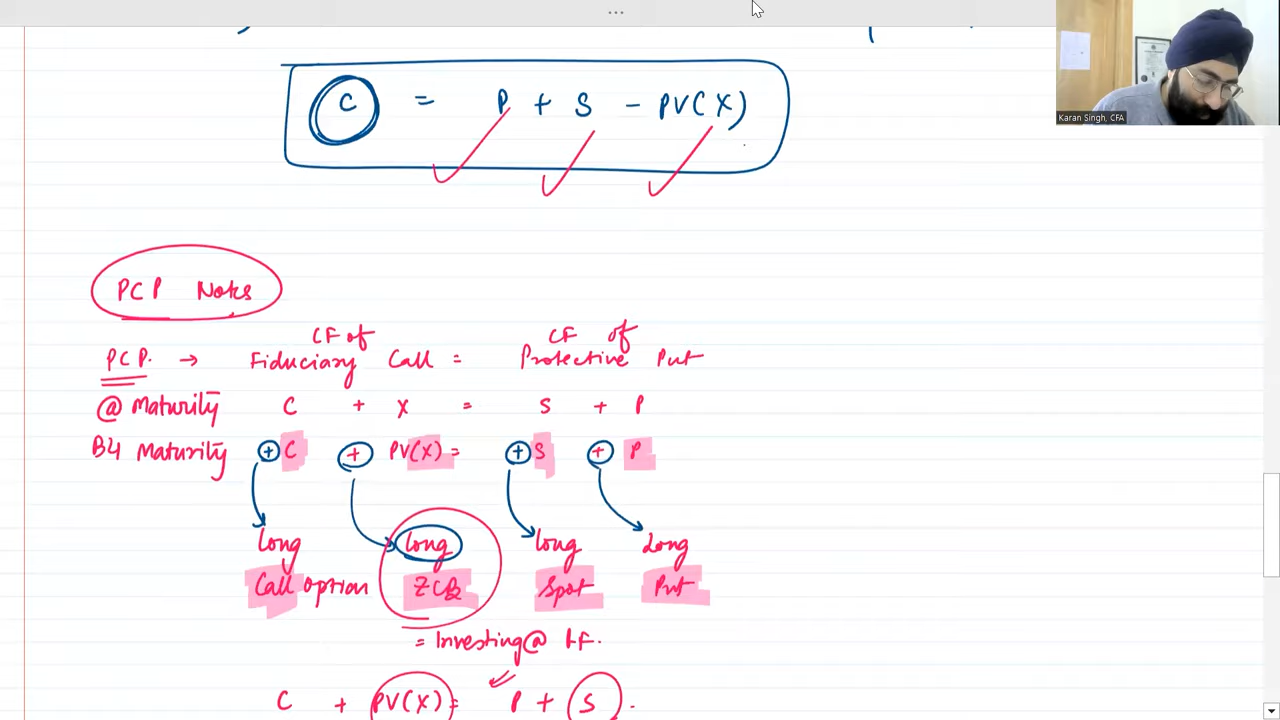 C = P + S - PV(X)
Karan Singh, CFA
PCP Notes
CF of CF of
PCP. → Fiduciary Call = Protective Put
@ Maturity C + X = S + P
B4 Maturity + C + PV(X) = + S + P
long long long Long
Call option ZCB Spot Put
= Investing @ rf.
C + PV(X) = P + S .